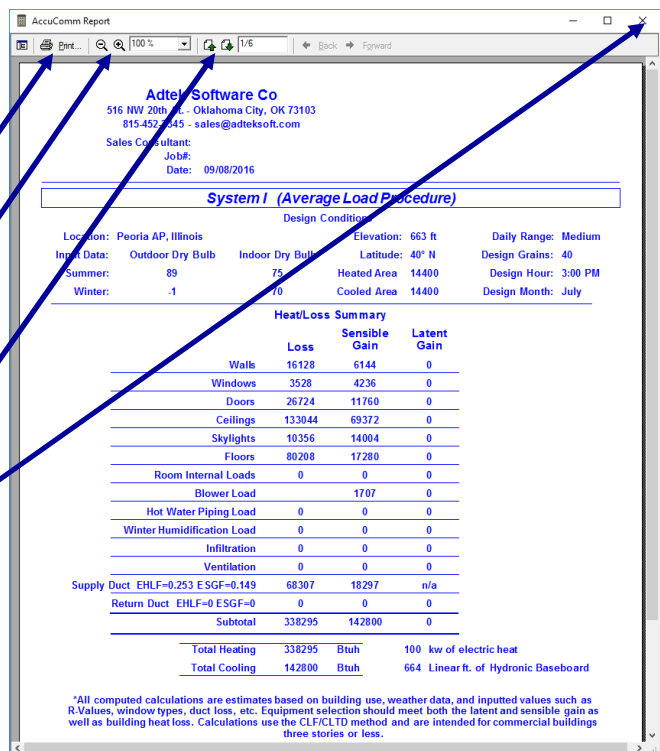 AccuComm Report
Print... 100 % 1/6 Back Forward
Adtek Software Co
516 NW 20th St. - Oklahoma City, OK 73103
815-452-2345 - sales@adteksoft.com
Sales Consultant:
Job#:
Date: 09/08/2016
System I (Average Load Procedure)
Design Conditions
Location: Peoria AP, Illinois Elevation: 663 ft Daily Range: Medium
Input Data: Outdoor Dry Bulb Indoor Dry Bulb Latitude: 40° N Design Grains: 40
Summer: 89 75 Heated Area 14400 Design Hour: 3:00 PM
Winter: -1 70 Cooled Area 14400 Design Month: July
Heat/Loss Summary
Loss Sensible Gain Latent Gain
Walls 16128 6144 0
Windows 3528 4236 0
Doors 26724 11760 0
Ceilings 133044 69372 0
Skylights 10356 14004 0
Floors 80208 17280 0
Room Internal Loads 0 0 0
Blower Load 1707 0
Hot Water Piping Load 0 0 0
Winter Humidification Load 0 0 0
Infiltration 0 0 0
Ventilation 0 0 0
Supply Duct EHLF=0.253 ESGF=0.149 68307 18297 n/a
Return Duct EHLF=0 ESGF=0 0 0 0
Subtotal 338295 142800 0
Total Heating 338295 Btuh 100 kw of electric heat
Total Cooling 142800 Btuh 664 Linear ft. of Hydronic Baseboard
*All computed calculations are estimates based on building use, weather data, and inputted values such as
R-Values, window types, duct loss, etc. Equipment selection should meet both the latent and sensible gain as
well as building heat loss. Calculations use the CLF/CLTD method and are intended for commercial buildings
three stories or less.